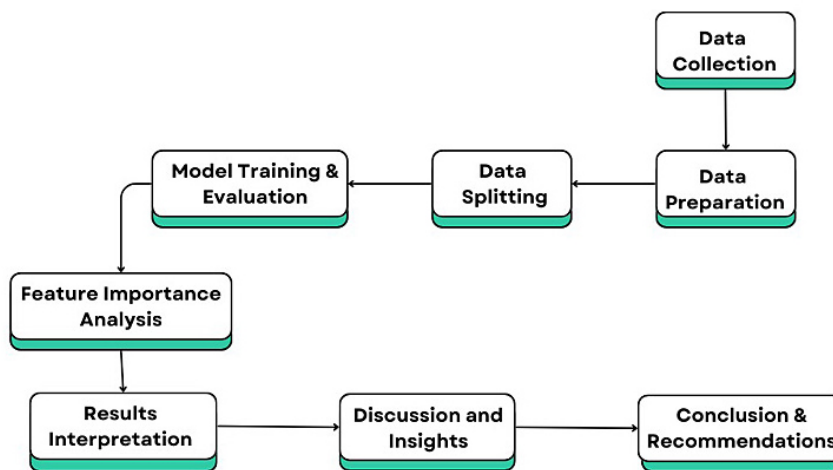 Data
Collection
Data
Preparation
Data
Splitting
Model Training &
Evaluation
Feature Importance
Analysis
Results
Interpretation
Discussion and
Insights
Conclusion &
Recommendations